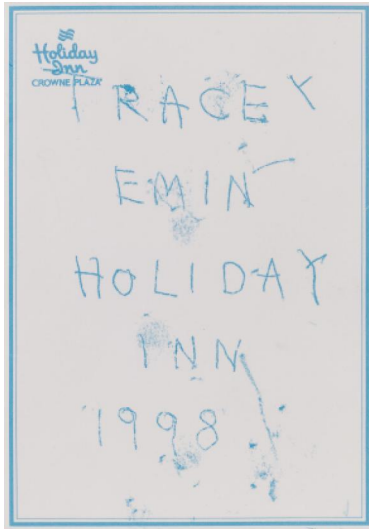 Holiday
Inn
CROWNE PLAZA®
TRACEY
EMIN
HOLIDAY
INN
1998